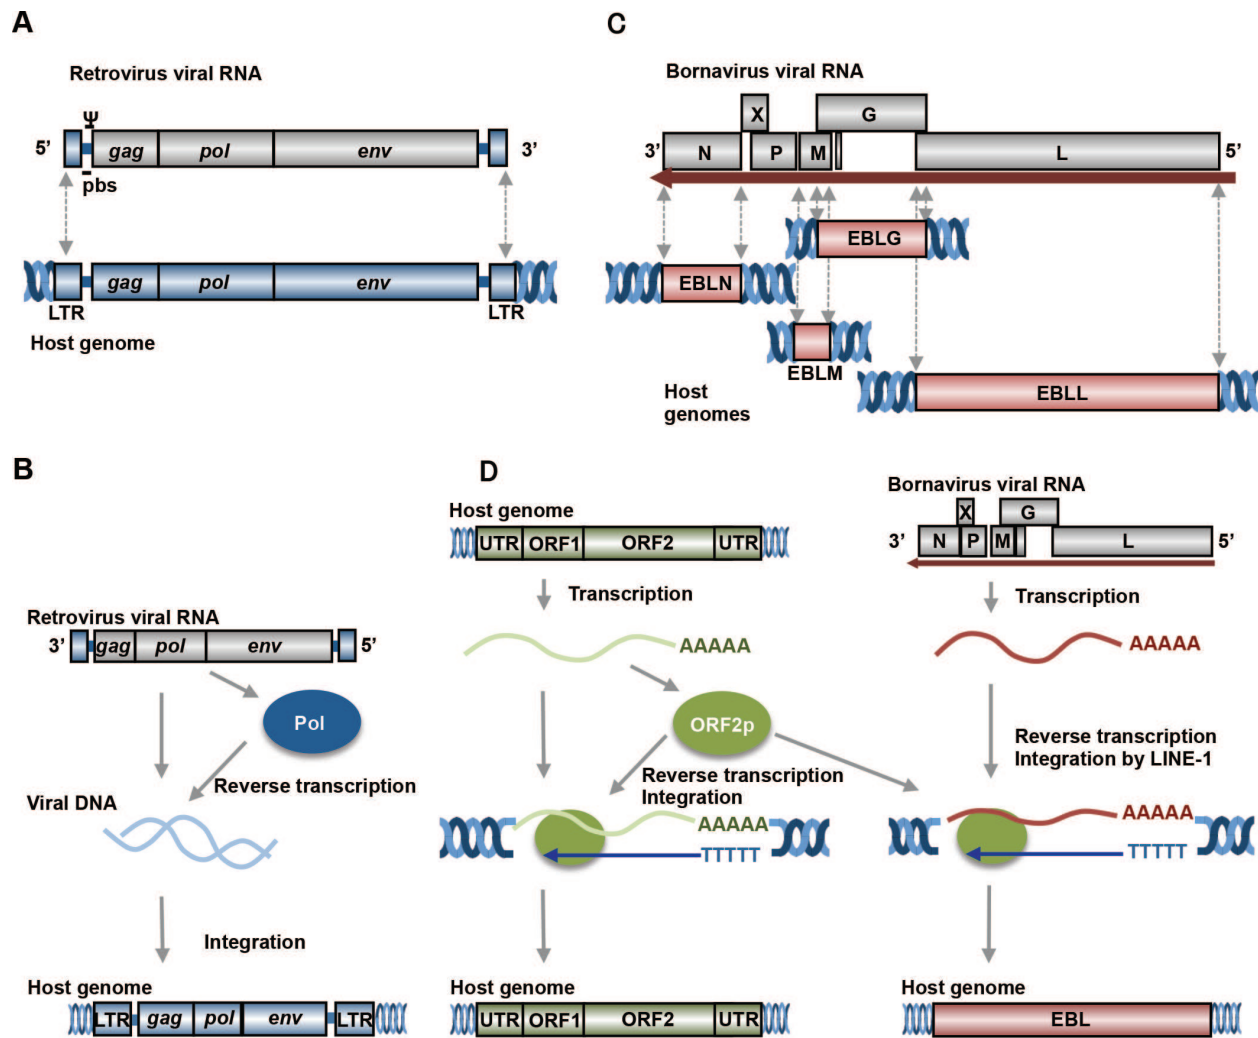 A
Retrovirus viral RNA
Ψ
5’ gag pol env 3’
pbs
gag pol env
LTR LTR
Host genome
C
Bornavirus viral RNA
X G
3’ N P M L 5’
EBLG
EBLN
EBLM
EBLL
Host
genomes
B
Retrovirus viral RNA
3’ gag pol env 5’
Pol
Reverse transcription
Viral DNA
Integration
Host genome
LTR gag pol env LTR
D
Host genome
UTR ORF1 ORF2 UTR
Transcription
AAAAA
ORF2p
Reverse transcription
Integration
AAAAA
TTTTT
Host genome
UTR ORF1 ORF2 UTR
Bornavirus viral RNA
X G
3’ N P M L 5’
Transcription
AAAAA
Reverse transcription
Integration by LINE-1
AAAAA
TTTTT
Host genome
EBL